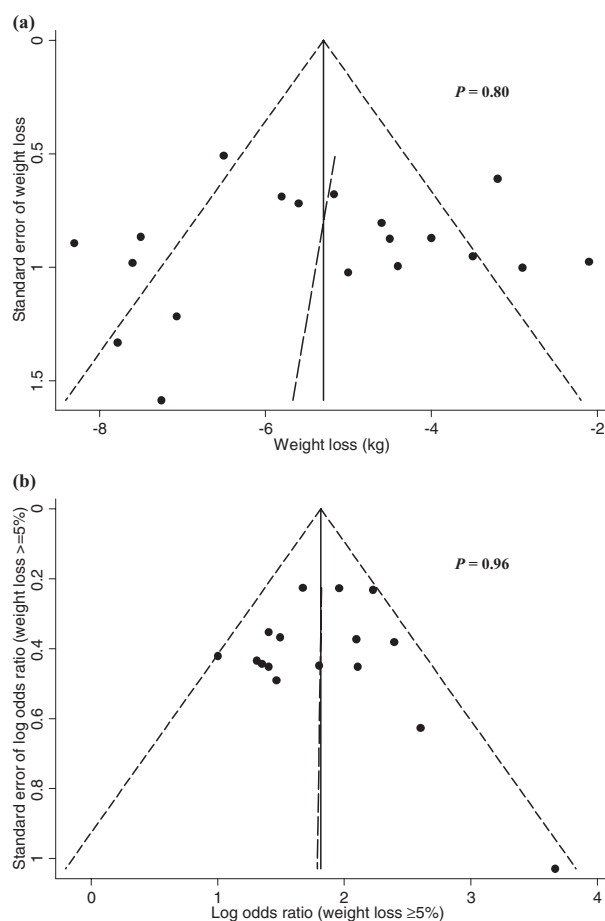 (a)
Standard error of weight loss
0
0.5
1
1.5
P = 0.80
-8
-6
-4
-2
Weight loss (kg)
(b)
Standard error of log odds ratio (weight loss >=5%)
0
0.2
0.4
0.6
0.8
1
P = 0.96
0
1
2
3
4
Log odds ratio (weight loss ≥5%)